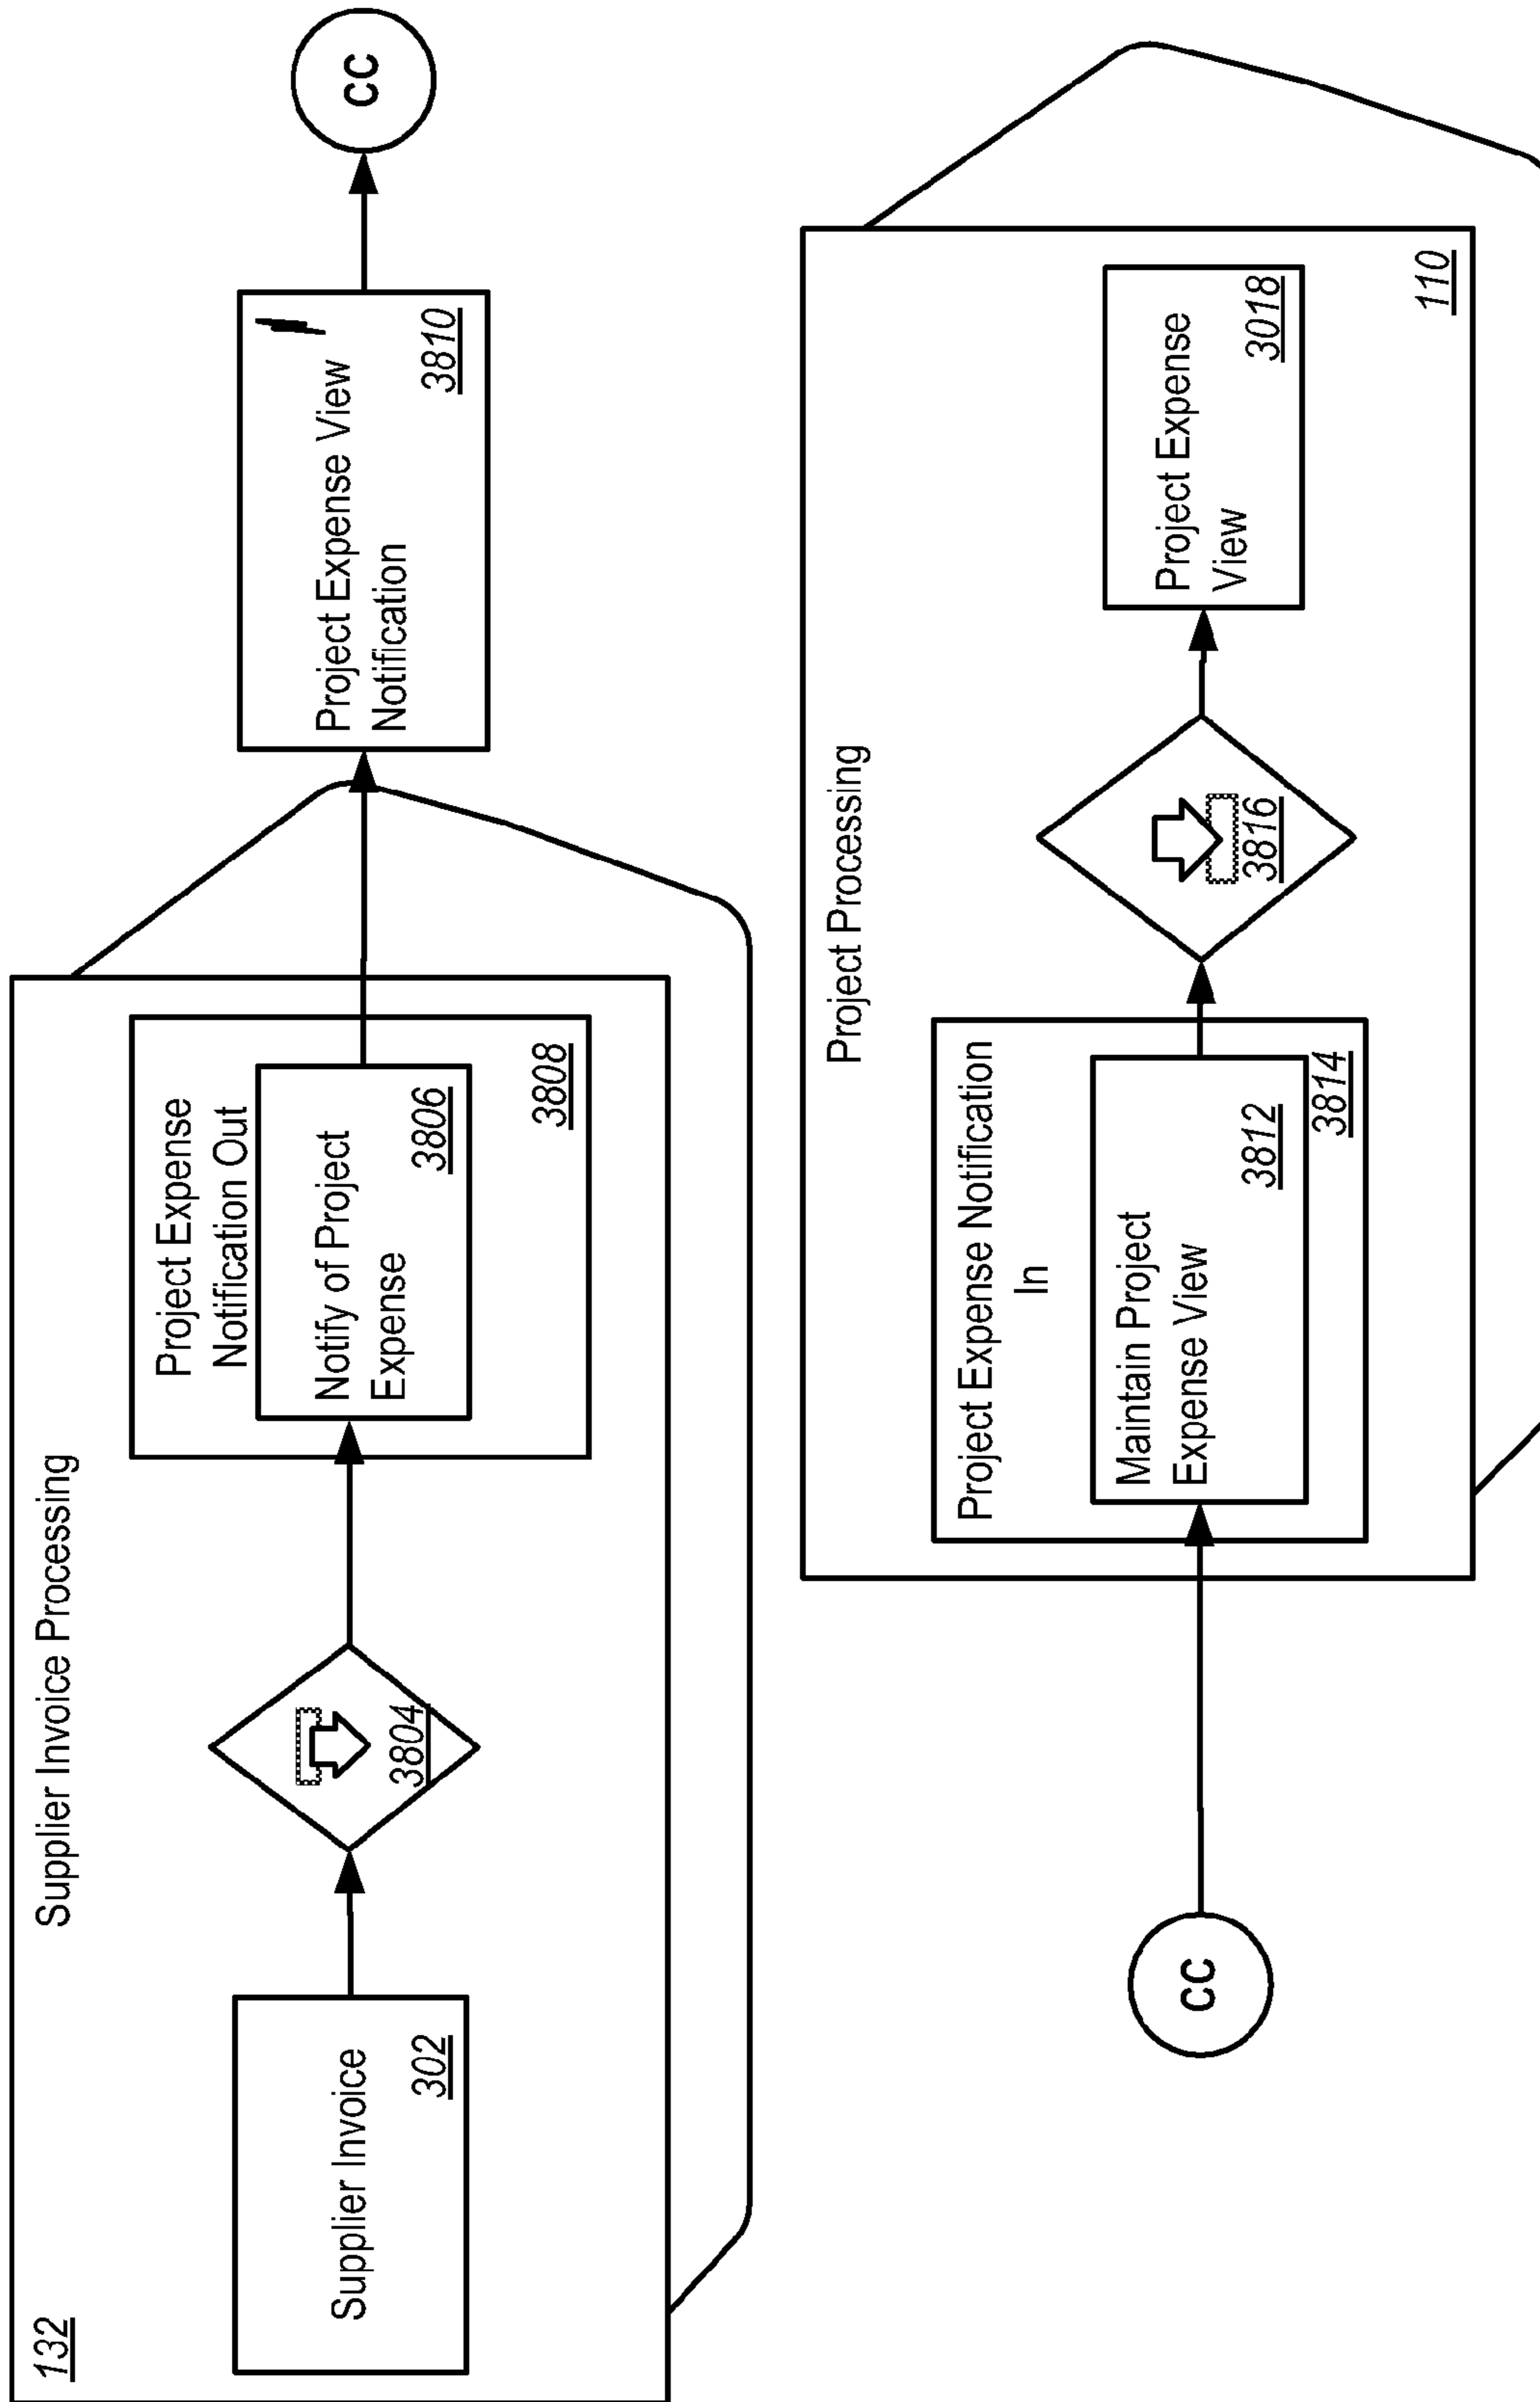 132
Supplier Invoice Processing
Supplier Invoice
302
3804
Project Expense
Notification Out
Notify of Project
Expense
3806
3808
Project Expense View
Notification
3810
CC
CC
Project Processing
Project Expense Notification
In
Maintain Project
Expense View
3812
3814
3816
Project Expense
View
3018
110